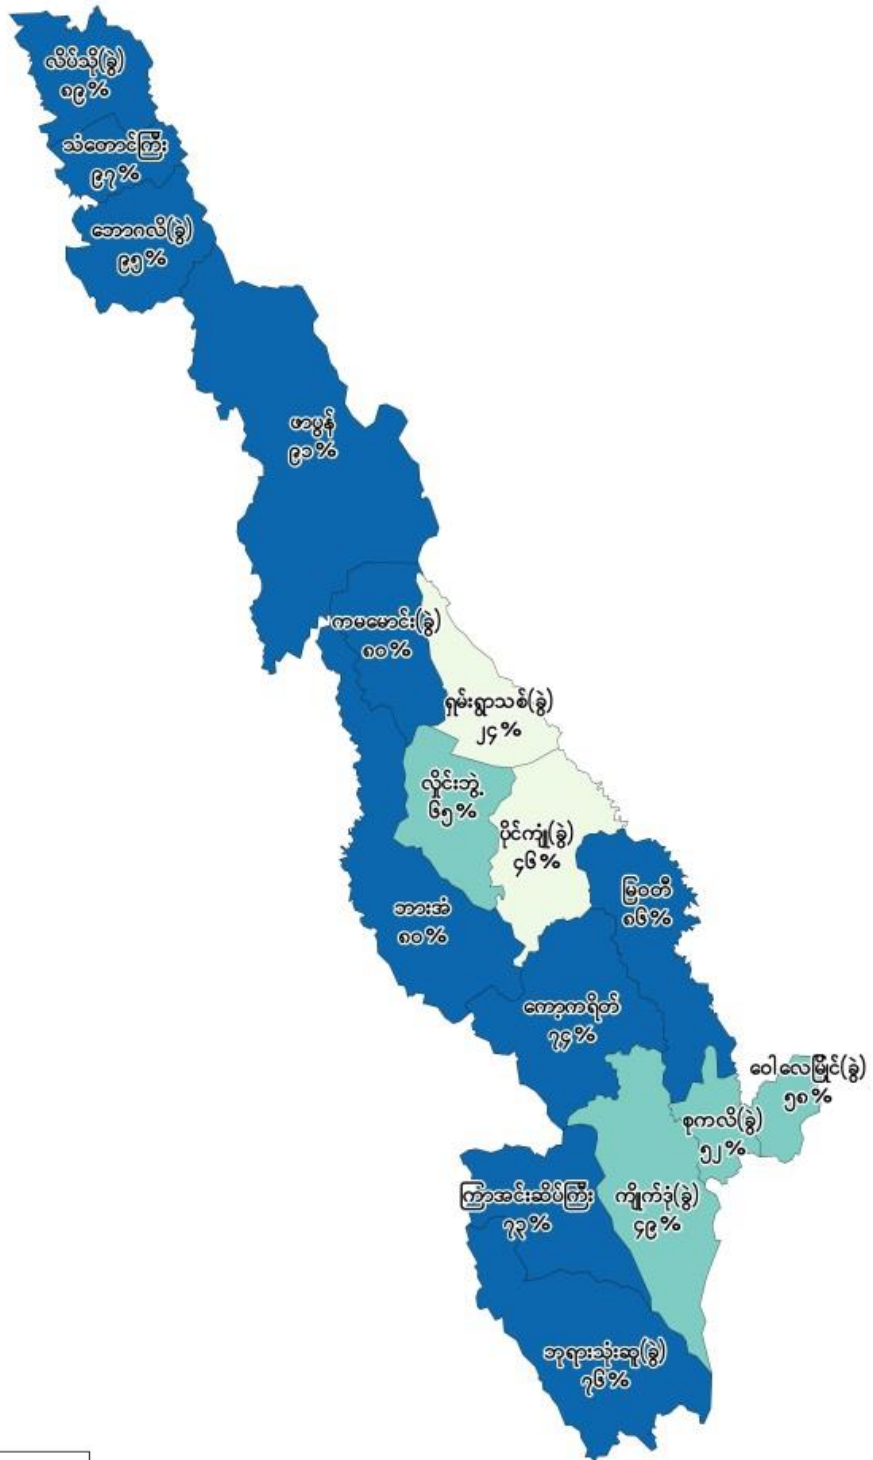 လိပ်သို(ခွဲ)
၈၉%
သံတောင်ကြီး
၉၇%
ဘောဂလိ(ခွဲ)
၉၅%
ဖာပွန်
၉၁%
ကမမောင်း(ခွဲ)
၈၀%
ရှမ်းရွာသစ်(ခွဲ)
၂၄%
လှိုင်းဘွဲ့
၆၅%
ပိုင်ကျုံ(ခွဲ)
၄၆%
မြဝတီ
၈၆%
ဘားအံ
၈၀%
ကော့ကရိတ်
၇၄%
ဝေါလေမြိုင်(ခွဲ)
၅၈%
စုကလိ(ခွဲ)
၅၂%
ကြာအင်းဆိပ်ကြီး
၇၃%
ကျိုက်ဒုံ(ခွဲ)
၄၉%
ဘုရားသုံးဆူ(ခွဲ)
၇၆%